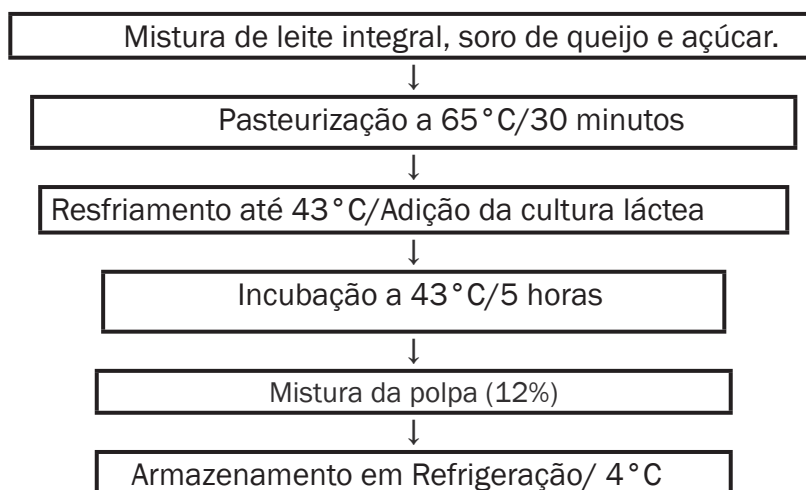 Mistura de leite integral, soro de queijo e açúcar.
↓
Pasteurização a 65°C/30 minutos
↓
Resfriamento até 43°C/Adição da cultura láctea
↓
Incubação a 43°C/5 horas
↓
Mistura da polpa (12%)
↓
Armazenamento em Refrigeração/ 4°C